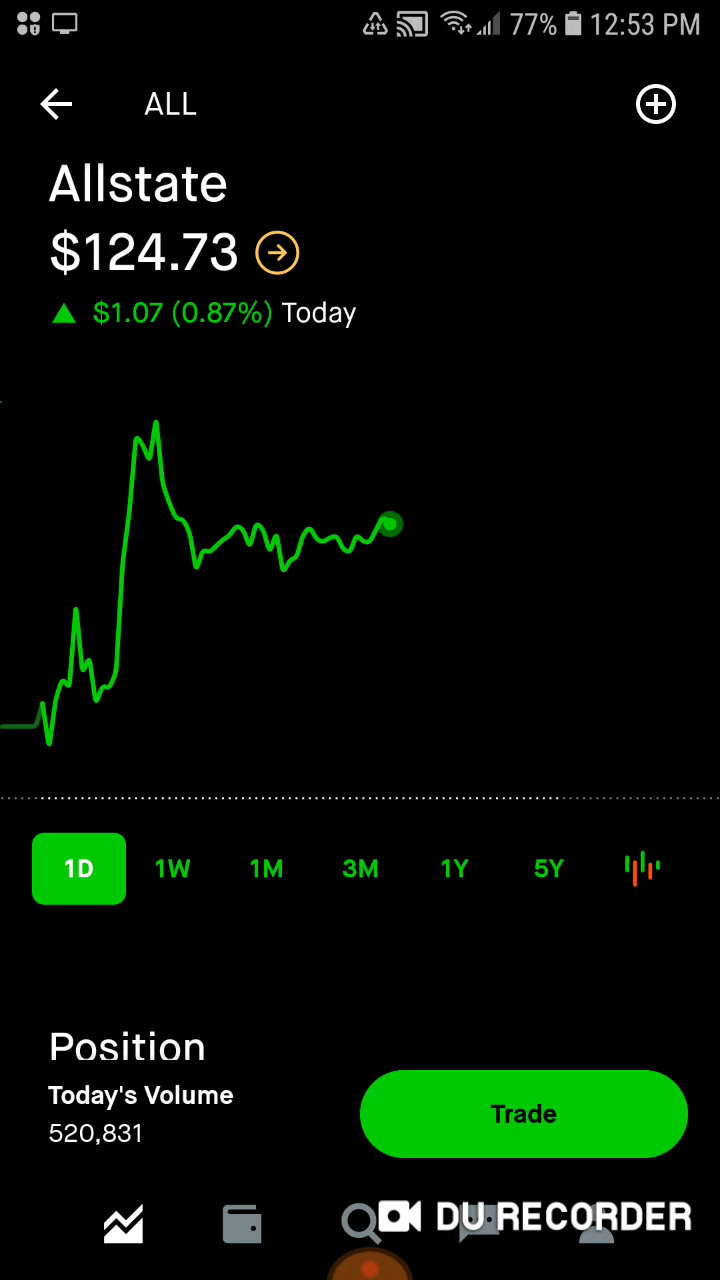 77% 12:53 PM
ALL
Allstate
$124.73
$1.07 (0.87%) Today
1D 1W 1M 3M 1Y 5Y
Position
Today's Volume
520,831
Trade
DU RECORDER